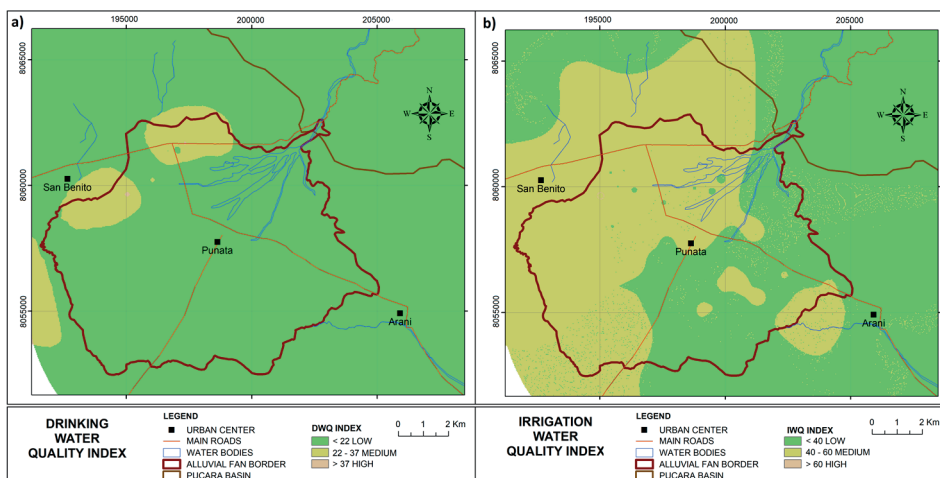 a)
195000
200000
205000
8065000
8060000
8055000
N
W
E
S
San Benito
Punata
Arani
DRINKING
WATER
QUALITY INDEX
LEGEND
URBAN CENTER
MAIN ROADS
WATER BODIES
ALLUVIAL FAN BORDER
PUCARA BASIN
DWQ INDEX
< 22 LOW
22 - 37 MEDIUM
> 37 HIGH
0 1 2 Km
b)
195000
200000
205000
8065000
8060000
8055000
N
W
E
S
San Benito
Punata
Arani
IRRIGATION
WATER
QUALITY INDEX
LEGEND
URBAN CENTER
MAIN ROADS
WATER BODIES
ALLUVIAL FAN BORDER
PUCARA BASIN
IWQ INDEX
< 40 LOW
40 - 60 MEDIUM
> 60 HIGH
0 1 2 Km